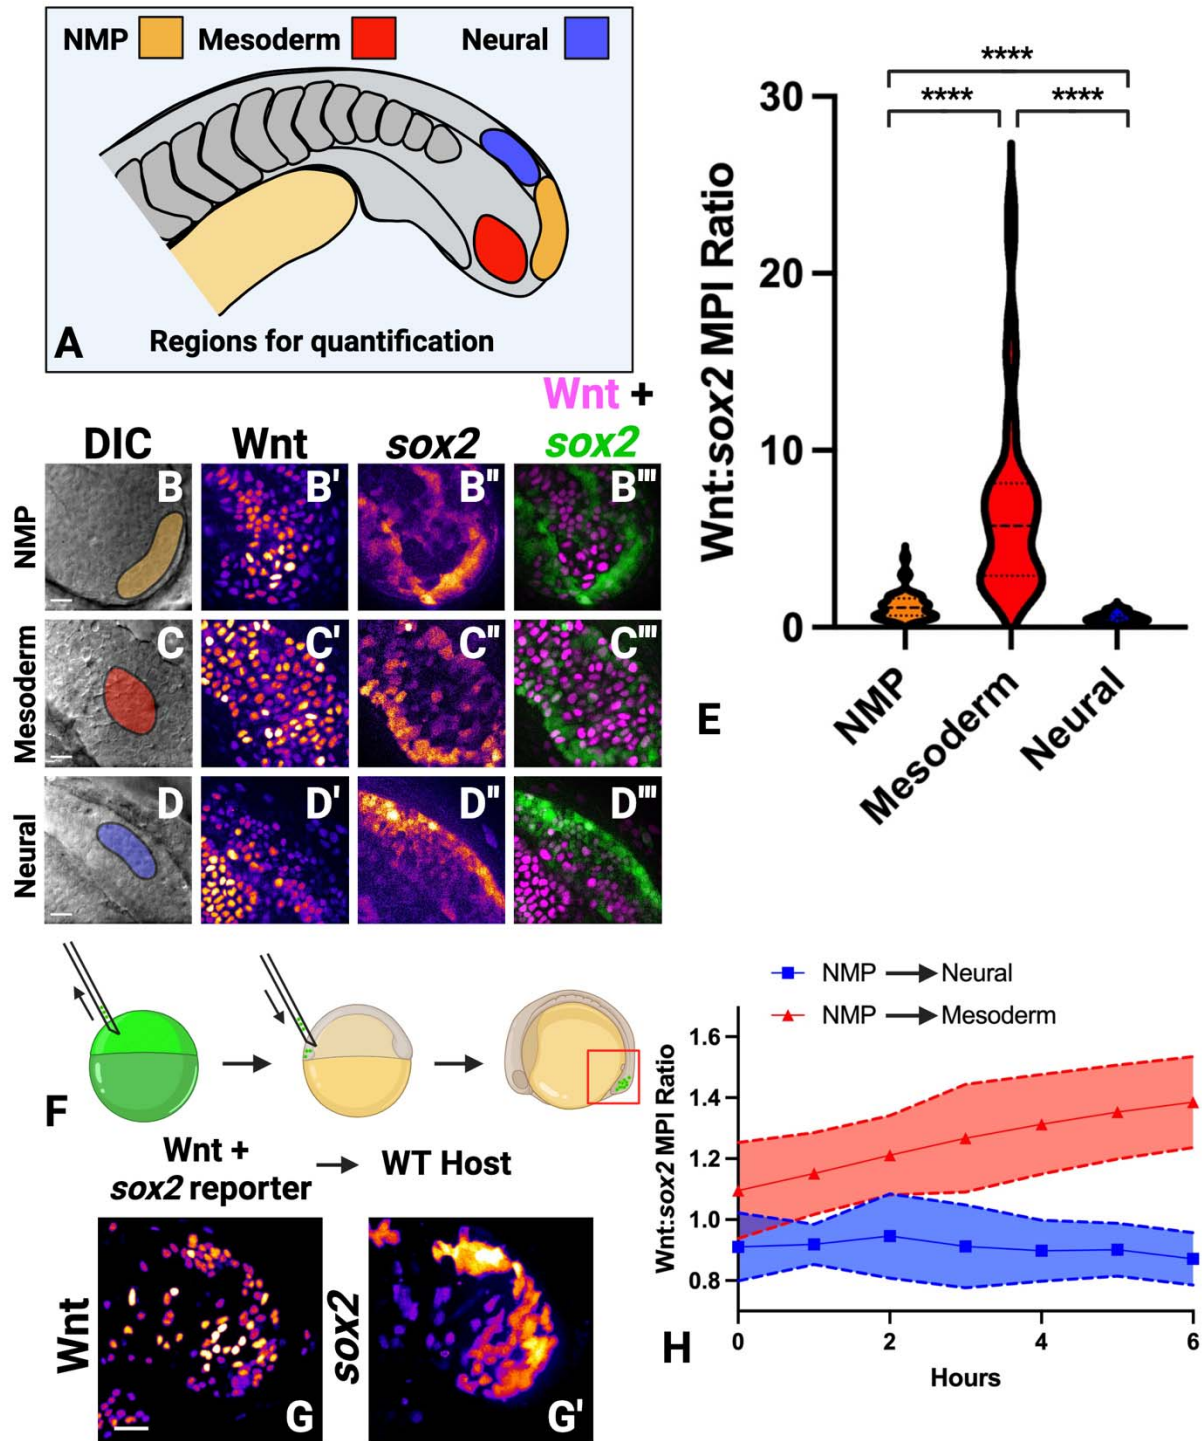 NMP Mesoderm Neural
A Regions for quantification
Wnt +
DIC Wnt sox2 sox2
NMP B B' B" B'"
Mesoderm C C' C" C'"
Neural D D' D" D'"
****
**** ****
30
20
10
0
Wnt:sox2 MPI Ratio
NMP Mesoderm Neural
E
F
Wnt +
sox2 reporter WT Host
Wnt G sox2 G'
NMP Neural
NMP Mesoderm
1.6
1.4
1.2
1.0
0.8
Wnt:sox2 MPI Ratio
0 2 4 6
H Hours